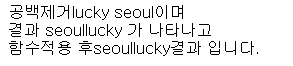 공백제거lucky seoul이며
결과 seoullucky 가 나타나고
함수적용 후seoullucky결과 입니다.